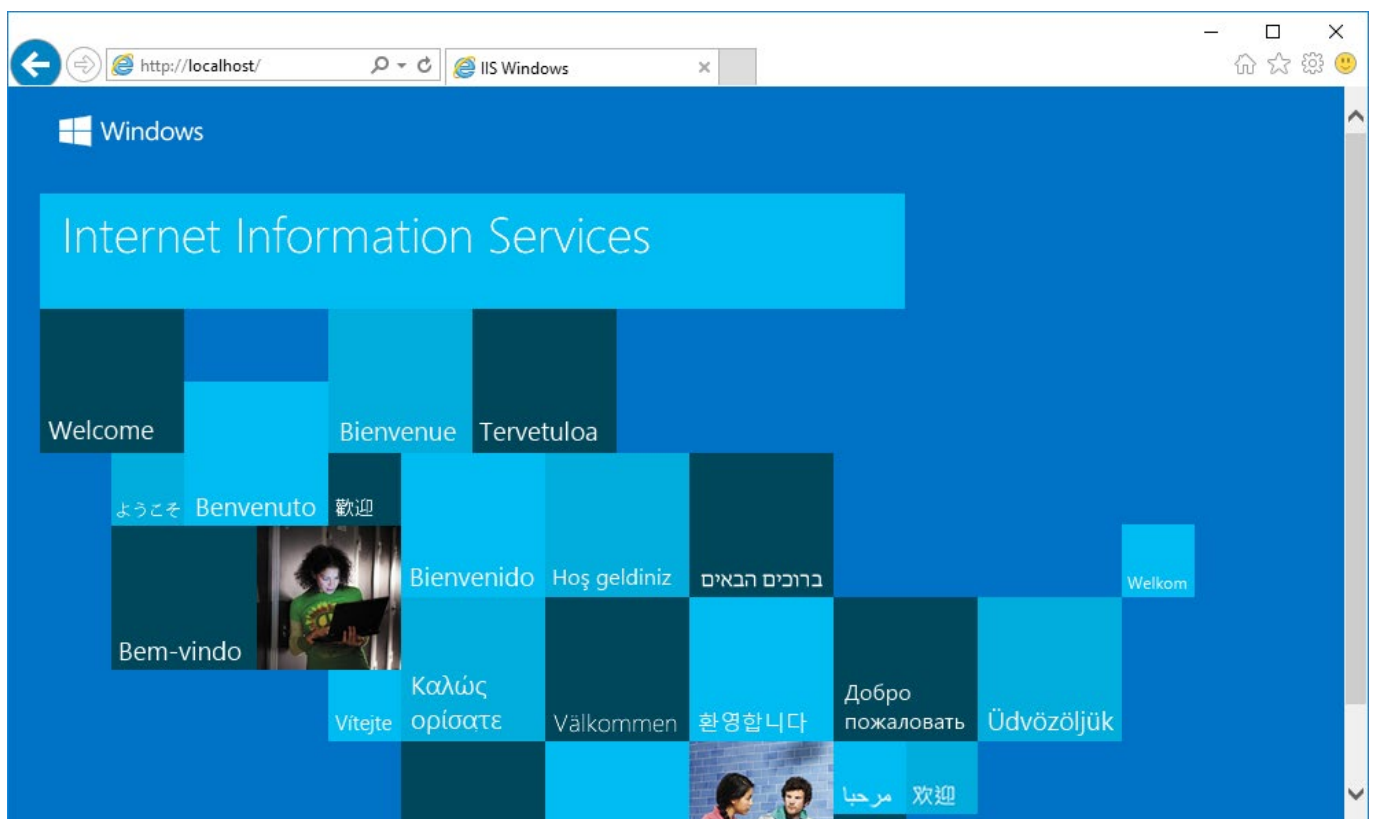 http://localhost/
IIS Windows
Windows
Internet Information Services
Welcome
Bienvenue
Tervetuloa
ようこそ
Benvenuto
歡迎
Bienvenido
Hoş geldiniz
ברוכים הבאים
Welkom
Bem-vindo
Vítejte
Καλώς
ορίσατε
Välkommen
환영합니다
Добро
пожаловать
Üdvözöljük
مرحبا
欢迎